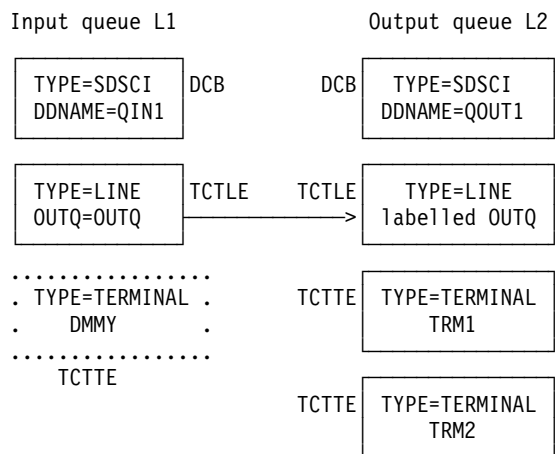 Input queue L1 Output queue L2
TYPE=SDSCI DCB DCB TYPE=SDSCI
DDNAME=QIN1 DDNAME=QOUT1
TYPE=LINE TCTLE TCTLE TYPE=LINE
OUTQ=OUTQ labelled OUTQ
TYPE=TERMINAL TCTTE TYPE=TERMINAL
DMMY TRM1
TCTTE
TCTTE TYPE=TERMINAL
TRM2